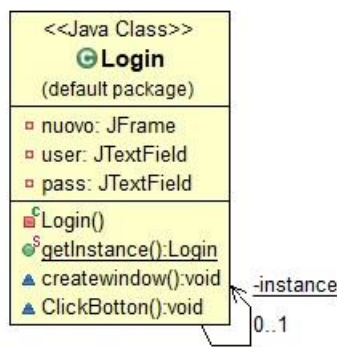 <<Java Class>>
Login
(default package)
nuovo: JFrame
user: JTextField
pass: JTextField
Login()
getInstance():Login
createwindow():void
ClickBotton():void
-instance
0..1